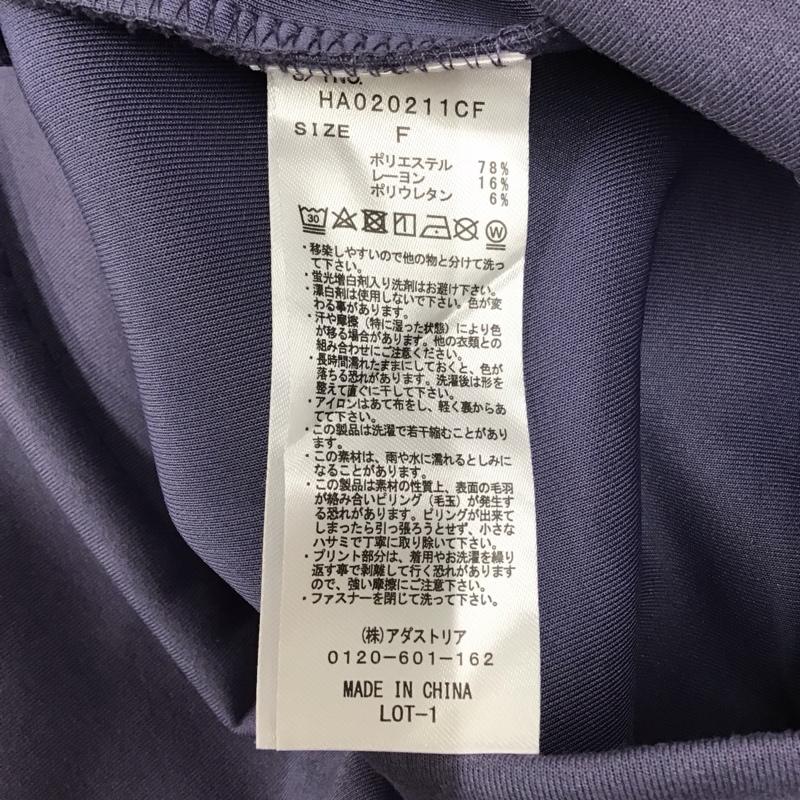 HA020211CF
SIZE F
ポリエステル 78%
レーヨン 16%
ポリウレタン 6%
30 W
・移染しやすいので他の物と分けて洗っ
て下さい。
・蛍光増白剤入り洗剤はお避け下さい。
・漂白剤は使用しないで下さい。色が変
わる事があります。
・汗や摩擦（特に湿った状態）により色
が移る場合があります。他の衣類との
組み合わせにご注意ください。
・長時間濡れたままにしておくと、色が
落ちる恐れがあります。洗濯後は形を
整えて直ぐに干して下さい。
・アイロンはあて布をし、軽く裏からあ
てて下さい。
・この製品は洗濯で若干縮むことがあり
ます。
・この素材は、雨や水に濡れるとしみに
なることがあります。
・この製品は素材の性質上、表面の毛羽
が絡み合いピリング（毛玉）が発生す
る恐れがあります。ピリングが出来て
しまったら引っ張ろうとせず、小さな
ハサミで丁寧に取り除いて下さい。
・プリント部分は、着用やお洗濯を繰り
返す事で剥離して行く恐れがあります
ので、強い摩擦にご注意下さい。
・ファスナーを閉じて洗って下さい。
(株)アダストリア
0120-601-162
MADE IN CHINA
LOT-1